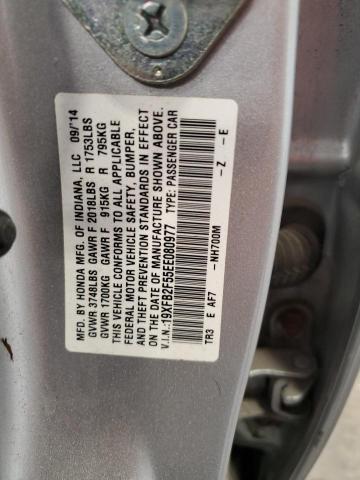 MFD. BY HONDA MFG. OF INDIANA, LLC 09/'14
GVWR 3748LBS GAWR F 2018LBS R 1753LBS
GVWR 1700KG GAWR F 915KG R 795KG
THIS VEHICLE CONFORMS TO ALL APPLICABLE
FEDERAL MOTOR VEHICLE SAFETY, BUMPER,
AND THEFT PREVENTION STANDARDS IN EFFECT
ON THE DATE OF MANUFACTURE SHOWN ABOVE.
V.I.N.:19XFB2F55EE080977 TYPE: PASSENGER CAR
TR3 E AF7 -NH700M -Z -E